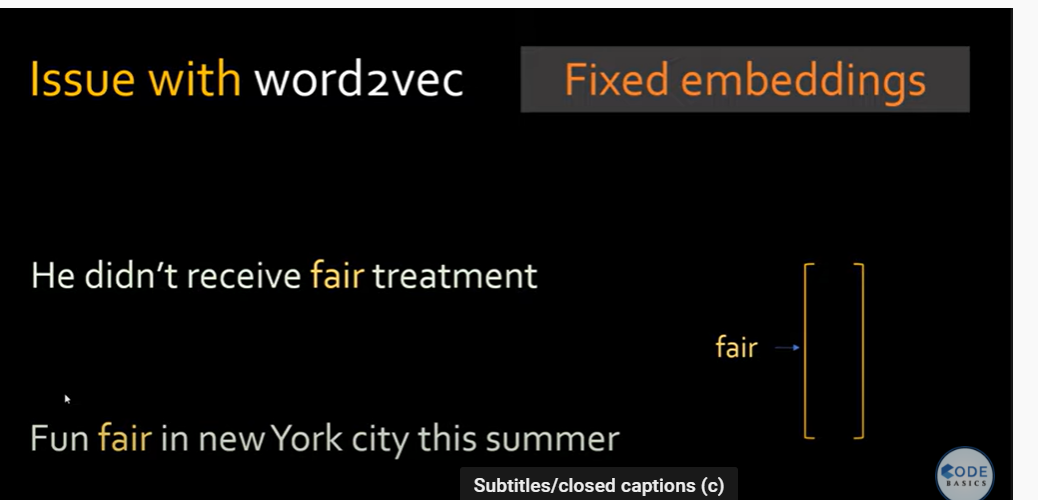 Issue with word2vec
Fixed embeddings
He didn't receive fair treatment
fair
Fun fair in new York city this summer
Subtitles/closed captions (c)
CODE
BASICS